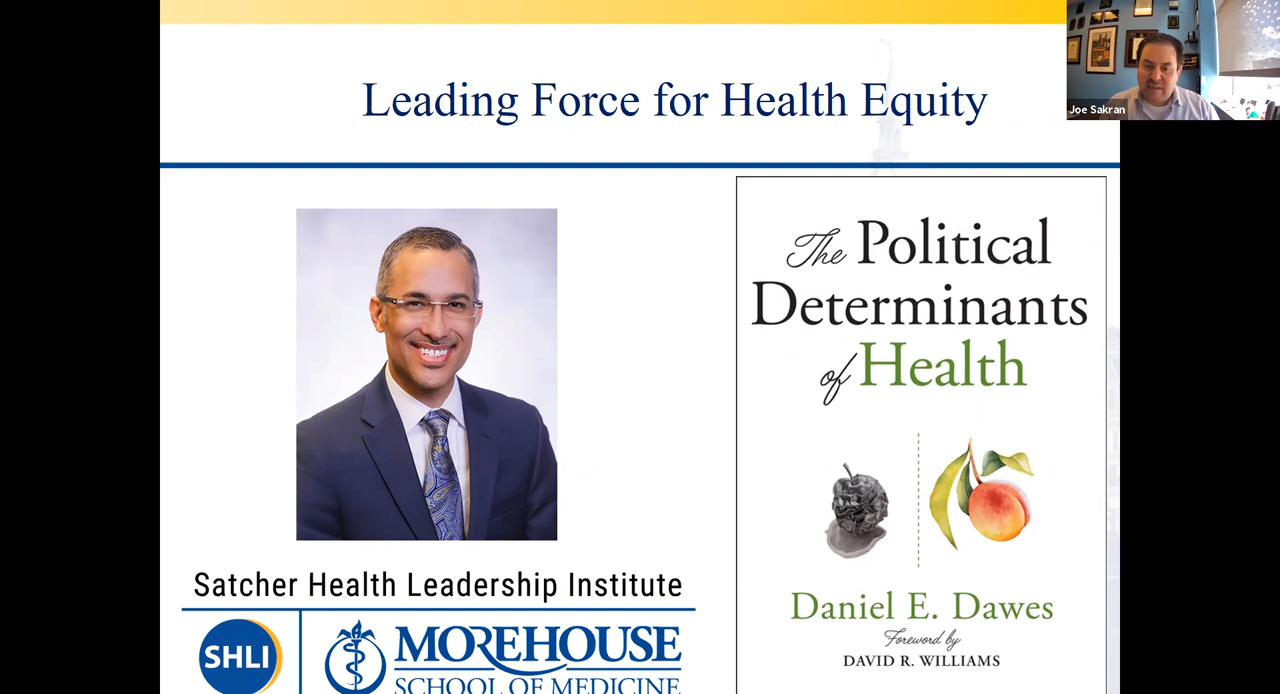 Leading Force for Health Equity
Joe Sakran
The Political
Determinants
of Health
Daniel E. Dawes
Foreword by
DAVID R. WILLIAMS
Satcher Health Leadership Institute
SHLI
MOREHOUSE
SCHOOL OF MEDICINE